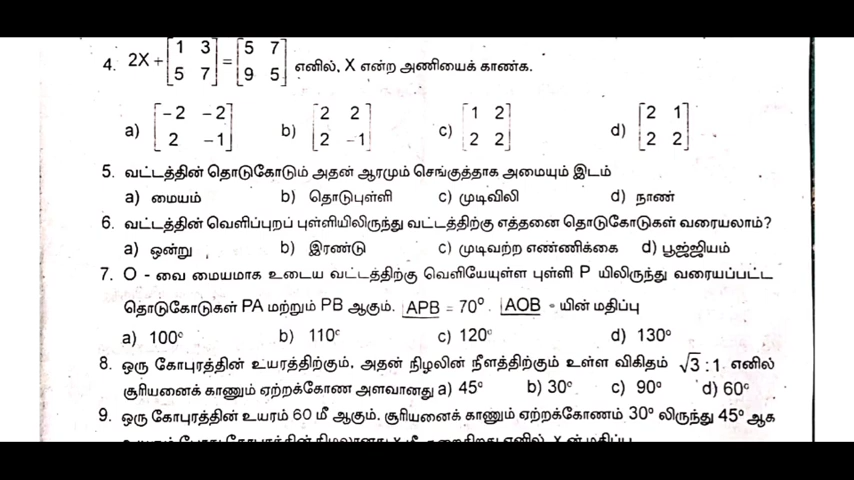 4. 2X + [1 3 5 7] = [5 7 9 5] எனில், X என்ற அணியைக் காண்க.
a) [-2 -2 2 -1] b) [2 2 2 -1] c) [1 2 2 2] d) [2 1 2 2]
5. வட்டத்தின் தொடுகோடும் அதன் ஆரமும் செங்குத்தாக அமையும் இடம்
a) மையம் b) தொடுபுள்ளி c) முடிவிலி d) நாண்
6. வட்டத்தின் வெளிப்புறப் புள்ளியிலிருந்து வட்டத்திற்கு எத்தனை தொடுகோடுகள் வரையலாம்?
a) ஒன்று b) இரண்டு c) முடிவற்ற எண்ணிக்கை d) பூஜ்ஜியம்
7. O - வை மையமாக உடைய வட்டத்திற்கு வெளியேயுள்ள புள்ளி P யிலிருந்து வரையப்பட்ட
தொடுகோடுகள் PA மற்றும் PB ஆகும். APB = 70° . AOB - யின் மதிப்பு
a) 100° b) 110° c) 120° d) 130°
8. ஒரு கோபுரத்தின் உயரத்திற்கும், அதன் நிழலின் நீளத்திற்கும் உள்ள விகிதம் √3 : 1 எனில்
சூரியனைக் காணும் ஏற்றக்கோண அளவானது a) 45° b) 30° c) 90° d) 60°
9. ஒரு கோபுரத்தின் உயரம் 60 மீ ஆகும். சூரியனைக் காணும் ஏற்றக்கோணம் 30° லிருந்து 45° ஆக